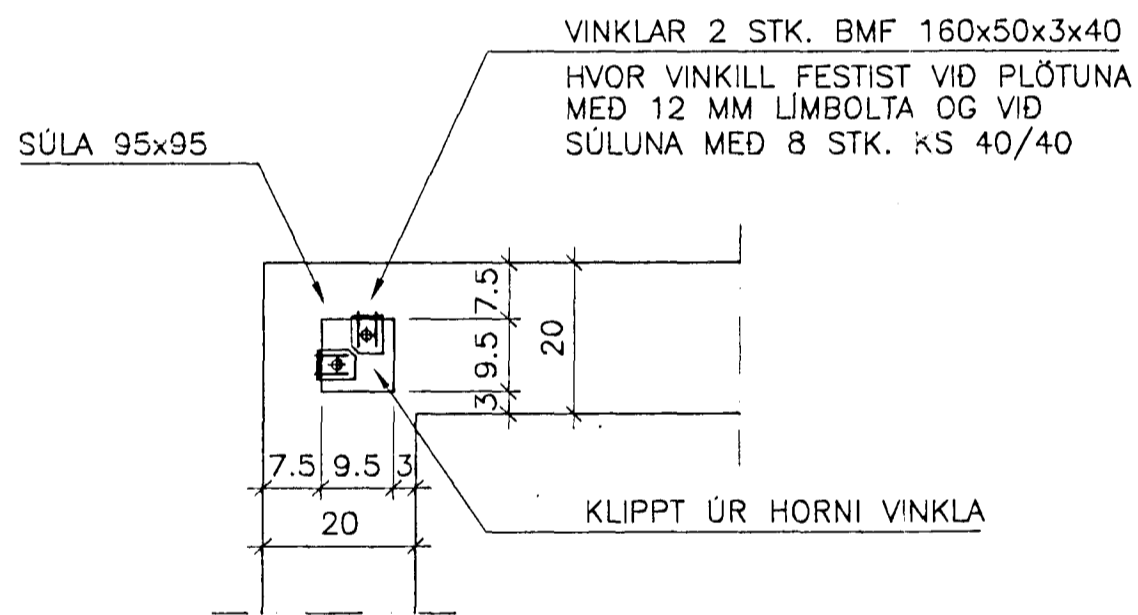 VINKLAR 2 STK. BMF 160x50x3x40
HVOR VINKILL FESTIST VIÐ PLÖTUNA
MEÐ 12 MM LÍMBOLTA OG VIÐ
SÚLUNA MEÐ 8 STK. KS 40/40
SÚLA 95x95
7.5
9.5
3
20
7.5 9.5 3
20
KLIPPT ÚR HORNI VINKLA